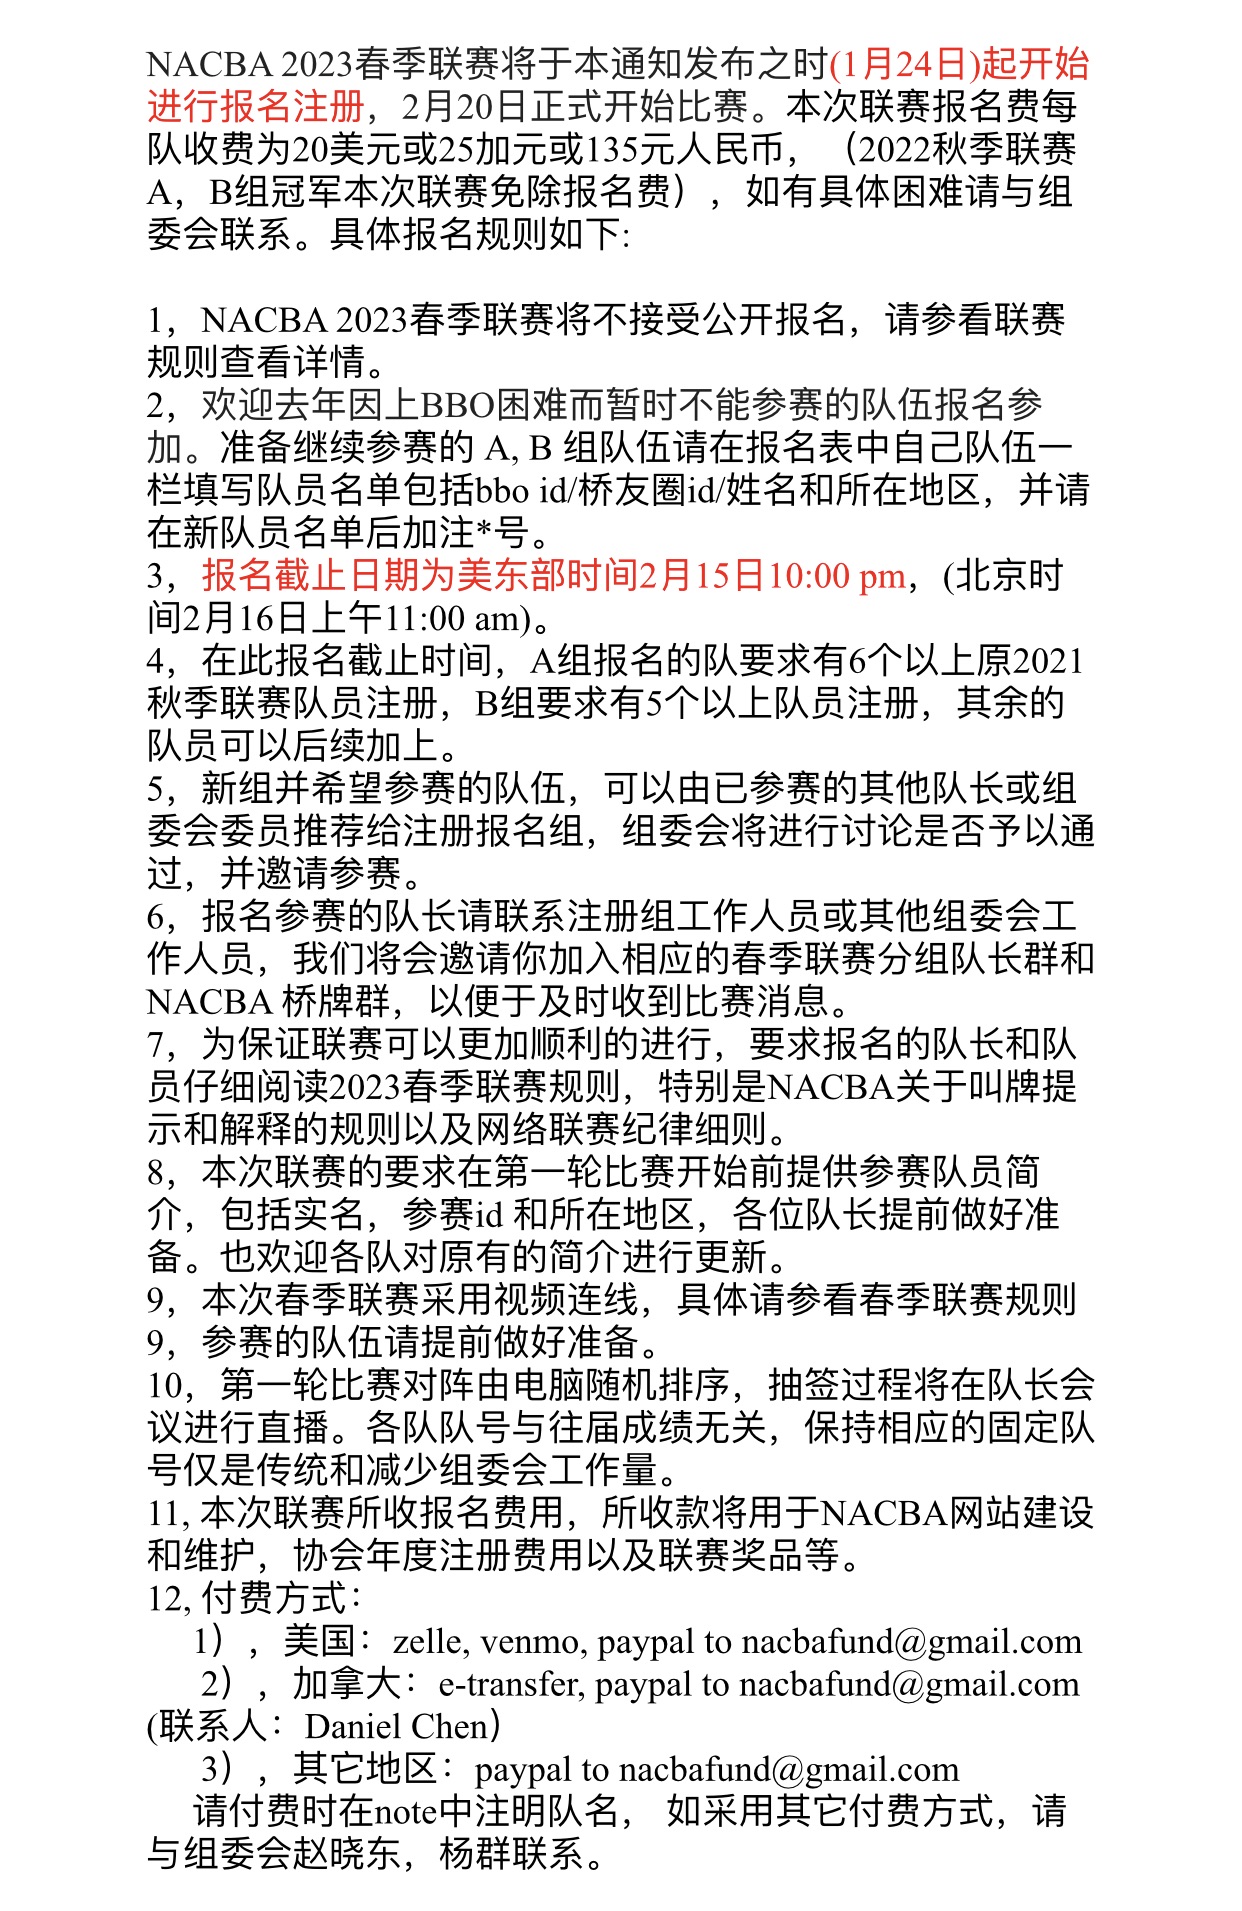 NACBA 2023春季联赛将于本通知发布之时(1月24日)起开始
进行报名注册，2月20日正式开始比赛。本次联赛报名费每
队收费为20美元或25加元或135元人民币，（2022秋季联赛
A，B组冠军本次联赛免除报名费），如有具体困难请与组
委会联系。具体报名规则如下:
1，NACBA 2023春季联赛将不接受公开报名，请参看联赛
规则查看详情。
2，欢迎去年因上BBO困难而暂时不能参赛的队伍报名参
加。准备继续参赛的 A, B 组队伍请在报名表中自己队伍一
栏填写队员名单包括bbo id/桥友圈id/姓名和所在地区，并请
在新队员名单后加注*号。
3，报名截止日期为美东部时间2月15日10:00 pm，(北京时
间2月16日上午11:00 am)。
4，在此报名截止时间，A组报名的队要求有6个以上原2021
秋季联赛队员注册，B组要求有5个以上队员注册，其余的
队员可以后续加上。
5，新组并希望参赛的队伍，可以由已参赛的其他队长或组
委会委员推荐给注册报名组，组委会将进行讨论是否予以通
过，并邀请参赛。
6，报名参赛的队长请联系注册组工作人员或其他组委会工
作人员，我们将会邀请你加入相应的春季联赛分组队长群和
NACBA 桥牌群，以便于及时收到比赛消息。
7，为保证联赛可以更加顺利的进行，要求报名的队长和队
员仔细阅读2023春季联赛规则，特别是NACBA关于叫牌提
示和解释的规则以及网络联赛纪律细则。
8，本次联赛的要求在第一轮比赛开始前提供参赛队员简
介，包括实名，参赛id 和所在地区，各位队长提前做好准
备。也欢迎各队对原有的简介进行更新。
9，本次春季联赛采用视频连线，具体请参看春季联赛规则
9，参赛的队伍请提前做好准备。
10，第一轮比赛对阵由电脑随机排序，抽签过程将在队长会
议进行直播。各队队号与往届成绩无关，保持相应的固定队
号仅是传统和减少组委会工作量。
11, 本次联赛所收报名费用，所收款将用于NACBA网站建设
和维护，协会年度注册费用以及联赛奖品等。
12, 付费方式：
1），美国：zelle, venmo, paypal to nacbafund@gmail.com
2），加拿大：e-transfer, paypal to nacbafund@gmail.com
(联系人：Daniel Chen）
3），其它地区：paypal to nacbafund@gmail.com
请付费时在note中注明队名， 如采用其它付费方式，请
与组委会赵晓东，杨群联系。